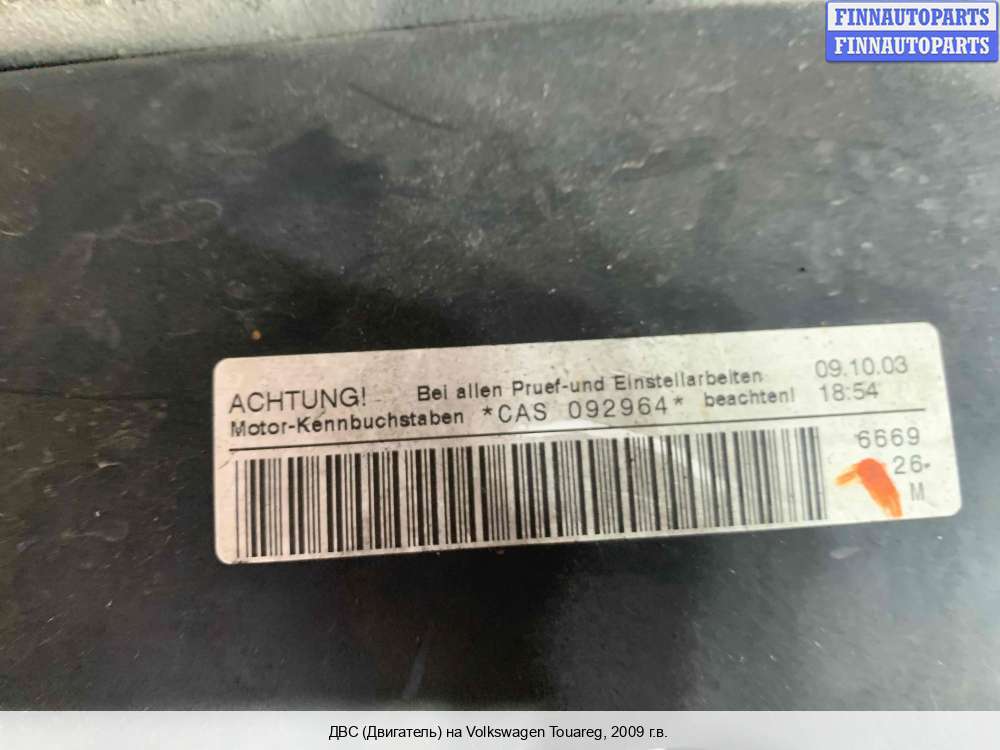 FINNAUTOPARTS
FINNAUTOPARTS
ACHTUNG! Bei allen Pruef-und Einstellarbeiten 09.10.03
Motor-Kennbuchstaben *CAS 092964* beachten! 18:54
6669
26-
M
ДВС (Двигатель) на Volkswagen Touareg, 2009 г.в.